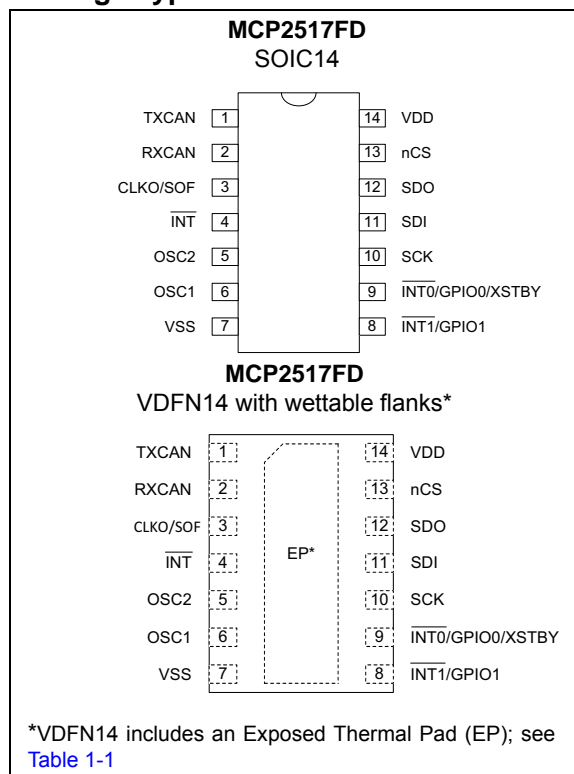 MCP2517FD
SOIC14
TXCAN 1 14 VDD
RXCAN 2 13 nCS
CLKO/SOF 3 12 SDO
INT 4 11 SDI
OSC2 5 10 SCK
OSC1 6 9 INT0/GPIO0/XSTBY
VSS 7 8 INT1/GPIO1
MCP2517FD
VDFN14 with wettable flanks*
TXCAN 1 14 VDD
RXCAN 2 13 nCS
CLKO/SOF 3 12 SDO
INT 4 EP* 11 SDI
OSC2 5 10 SCK
OSC1 6 9 INT0/GPIO0/XSTBY
VSS 7 8 INT1/GPIO1
*VDFN14 includes an Exposed Thermal Pad (EP); see
Table 1-1